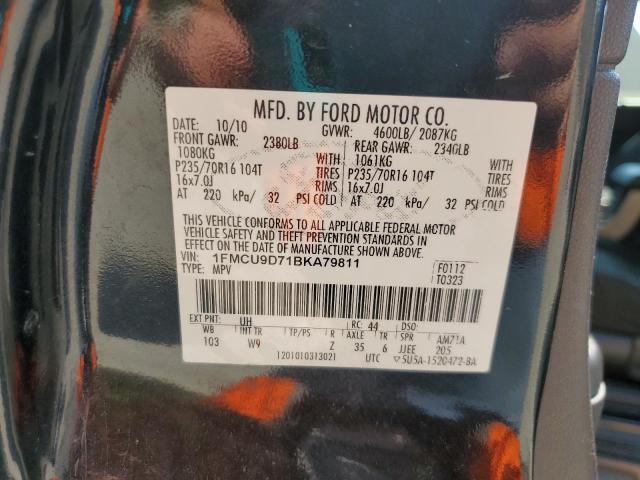 MFD. BY FORD MOTOR CO.
DATE: 10/10 GVWR: 4600LB/ 2087KG
FRONT GAWR: 2380LB REAR GAWR: 2340LB
1080KG WITH 1061KG WITH
P235/70R16 104T TIRES P235/70R16 104T TIRES
16x7.0J RIMS 16x7.0J RIMS
AT 220 kPa/ 32 PSI COLD AT 220 kPa/ 32 PSI COLD
THIS VEHICLE CONFORMS TO ALL APPLICABLE FEDERAL MOTOR
VEHICLE SAFETY AND THEFT PREVENTION STANDARDS IN
EFFECT ON THE DATE OF MANUFACTURE SHOWN ABOVE.
VIN: 1FMCU9D71BKA79811 F0112
TYPE: MPV T0323
EXT PNT: UH RC: 44 DSO:
WB INT TR TP/PS R AXLE TR SPR AM71A
103 W9 Z 35 6 JJEE 205
1201010313021 UTC ▽5U5A-1520472-BA